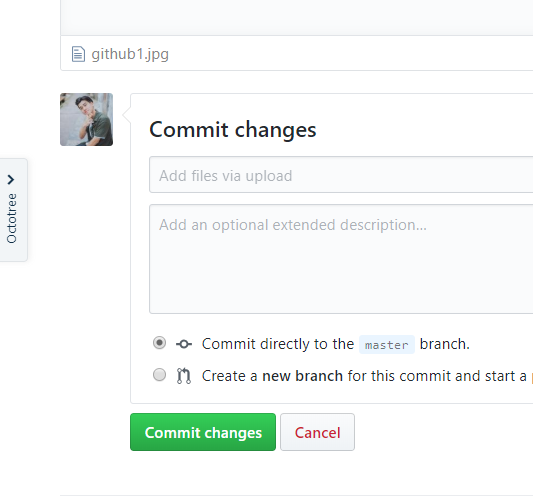 github1.jpg
Commit changes
Add files via upload
Octotree
Add an optional extended description...
Commit directly to the master branch.
Create a new branch for this commit and start a
Commit changes
Cancel